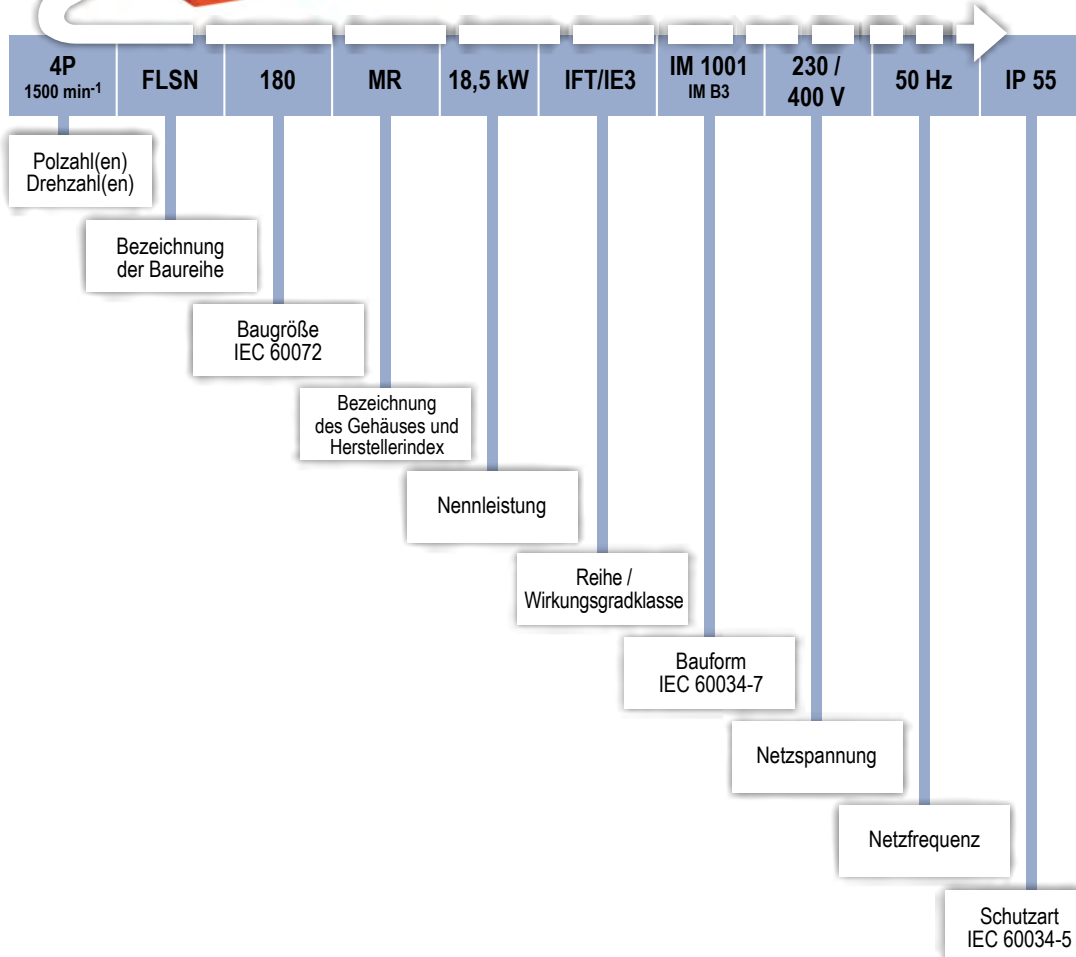 4P
1500 min-1
FLSN
180
MR
18,5 kW
IFT/IE3
IM 1001
IM B3
230 /
400 V
50 Hz
IP 55
Polzahl(en)
Drehzahl(en)
Bezeichnung
der Baureihe
Baugröße
IEC 60072
Bezeichnung
des Gehäuses und
Herstellerindex
Nennleistung
Reihe /
Wirkungsgradklasse
Bauform
IEC 60034-7
Netzspannung
Netzfrequenz
Schutzart
IEC 60034-5